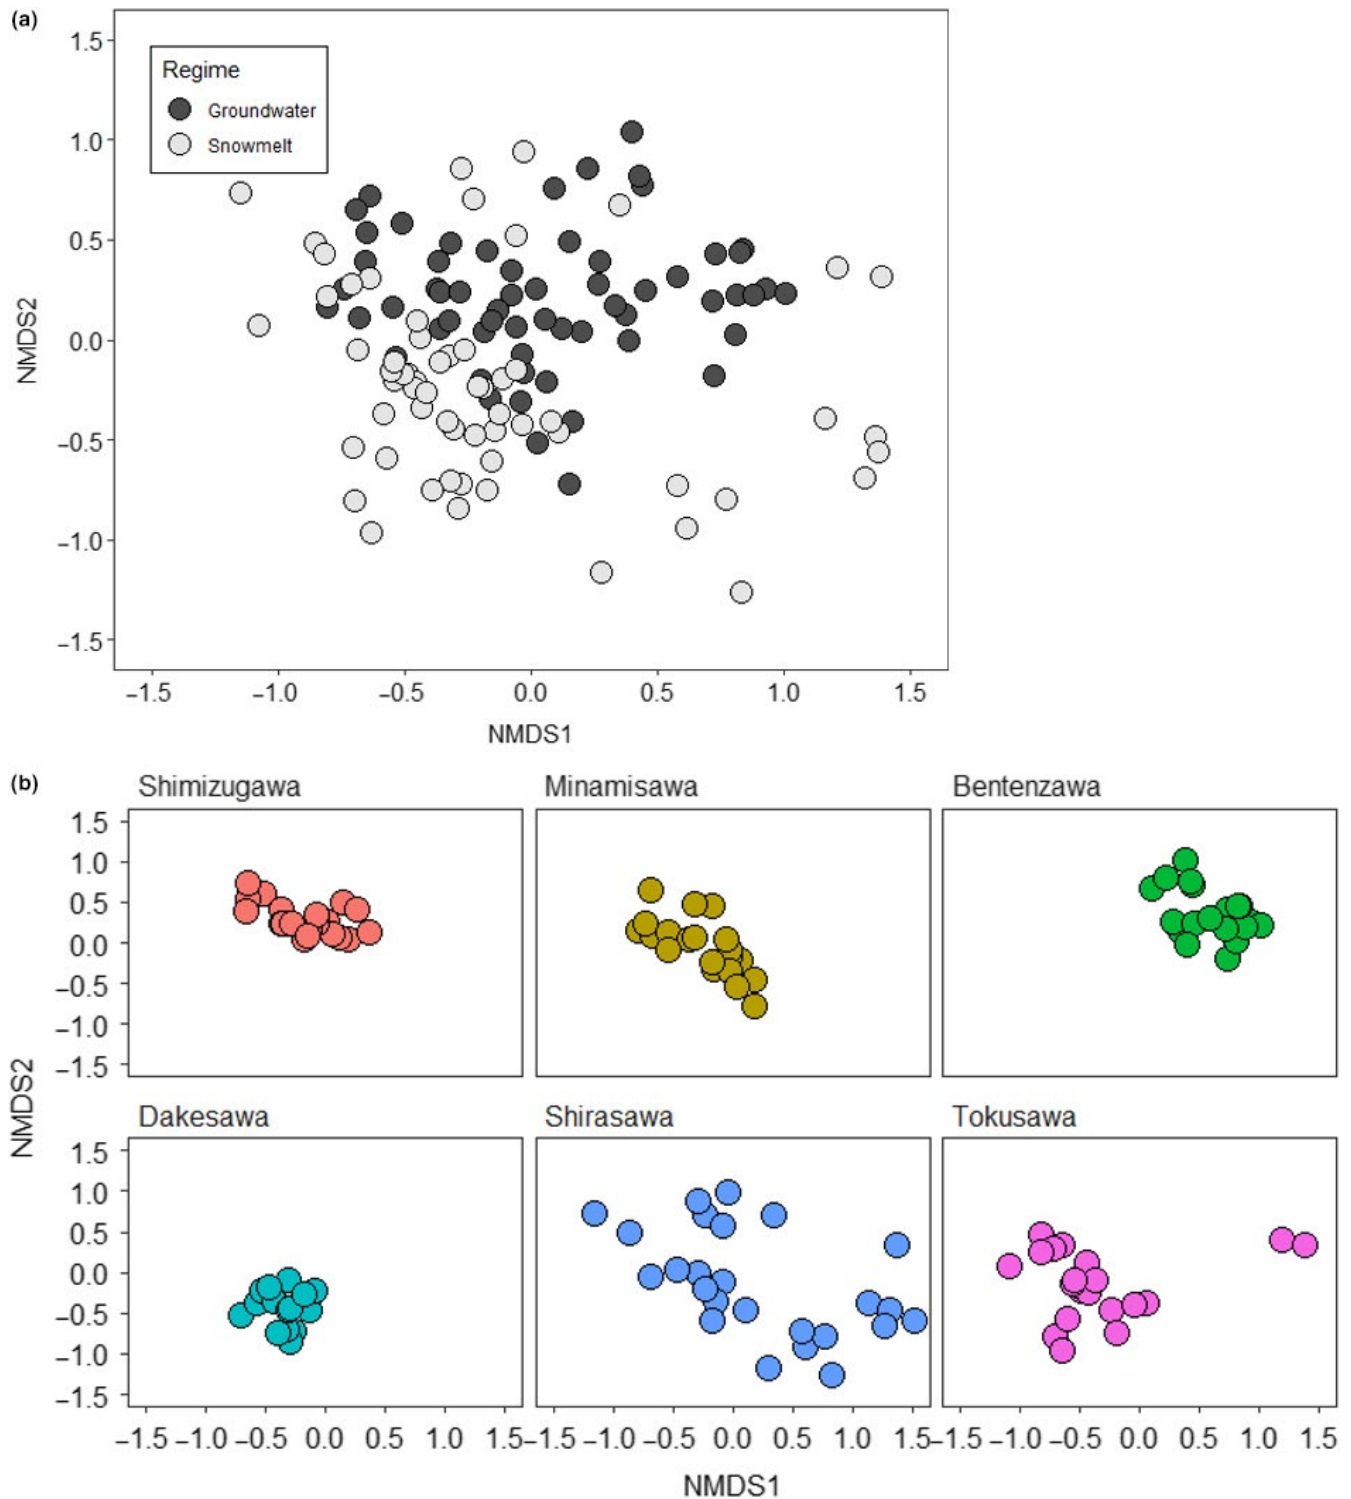 (a)
1.5
1.0
0.5
0.0
−0.5
−1.0
−1.5
NMDS2
Regime
Groundwater
Snowmelt
−1.5 −1.0 −0.5 0.0 0.5 1.0 1.5
NMDS1
(b)
Shimizugawa Minamisawa Bentenzawa
1.5
1.0
0.5
0.0
−0.5
−1.0
−1.5
NMDS2
Dakesawa Shirasawa Tokusawa
1.5
1.0
0.5
0.0
−0.5
−1.0
−1.5
−1.5 −1.0 −0.5 0.0 0.5 1.0 1.5 −1.5 −1.0 −0.5 0.0 0.5 1.0 1.5 −1.5 −1.0 −0.5 0.0 0.5 1.0 1.5
NMDS1